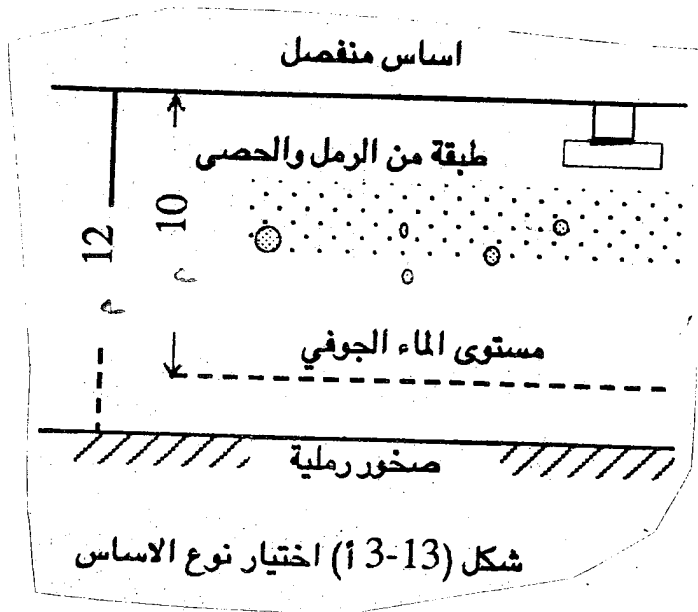 اساس منفصل
طبقة من الرمل والحصى
12 م
10 م
مستوى الماء الجوفي
صخور رملية
شكل (13-3 أ) اختيار نوع الاساس